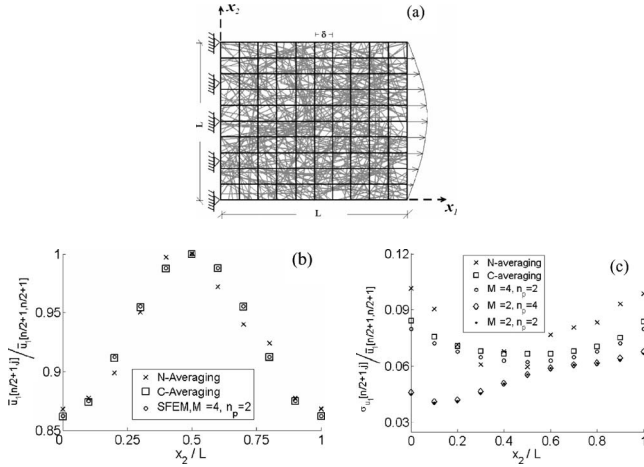 x₂
(a)
δ
L
L
x₁
(b)
ū₁[n/2+1,j] / ū₁[n/2+1,n/2+1]
1
0.95
0.9
0.85
× N-Averaging
□ C-Averaging
○ SFEM,M =4, nₚ=2
0 0.25 0.5 0.75 1
x₂ / L
(c)
σᵤ₁[n/2+1,j] / ū₁[n/2+1,n/2+1]
0.12
0.09
0.06
0.03
0
× N-averaging
□ C-averaging
○ M =4, nₚ=2
◇ M =2, nₚ=4
• M =2, nₚ=2
0 0.2 0.4 0.6 0.8 1
x₂ / L